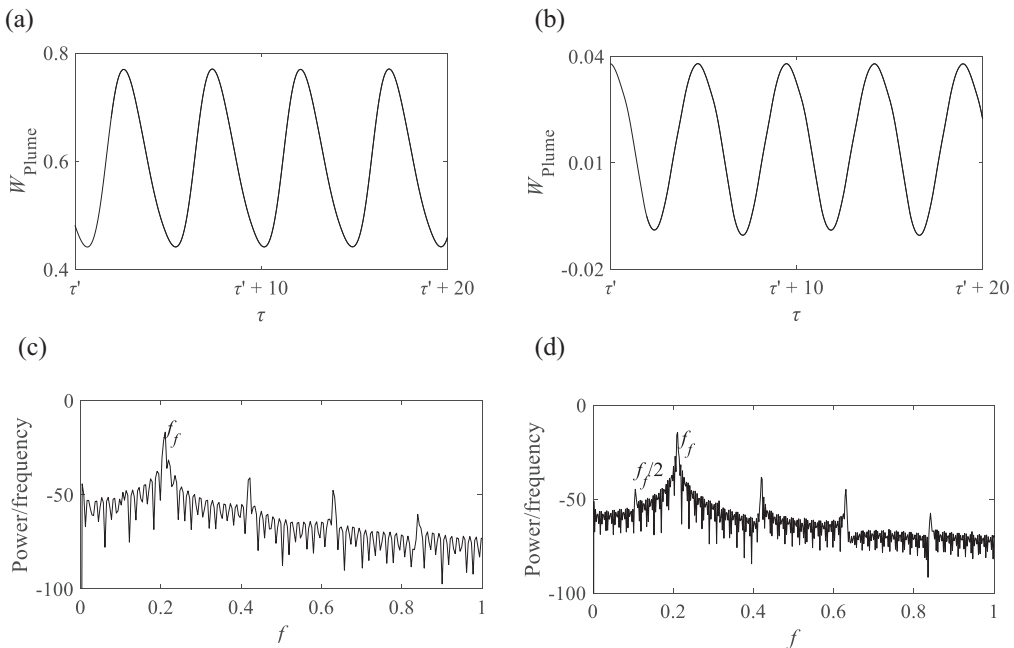 (a)
0.8
0.6
0.4
W_Plume
τ'
τ' + 10
τ' + 20
τ
(b)
0.04
0.01
-0.02
W_Plume
τ'
τ' + 10
τ' + 20
τ
(c)
0
-50
-100
Power/frequency
f_f
0
0.2
0.4
0.6
0.8
1
f
(d)
0
-50
-100
Power/frequency
f_f/2
f_f
0
0.2
0.4
0.6
0.8
1
f